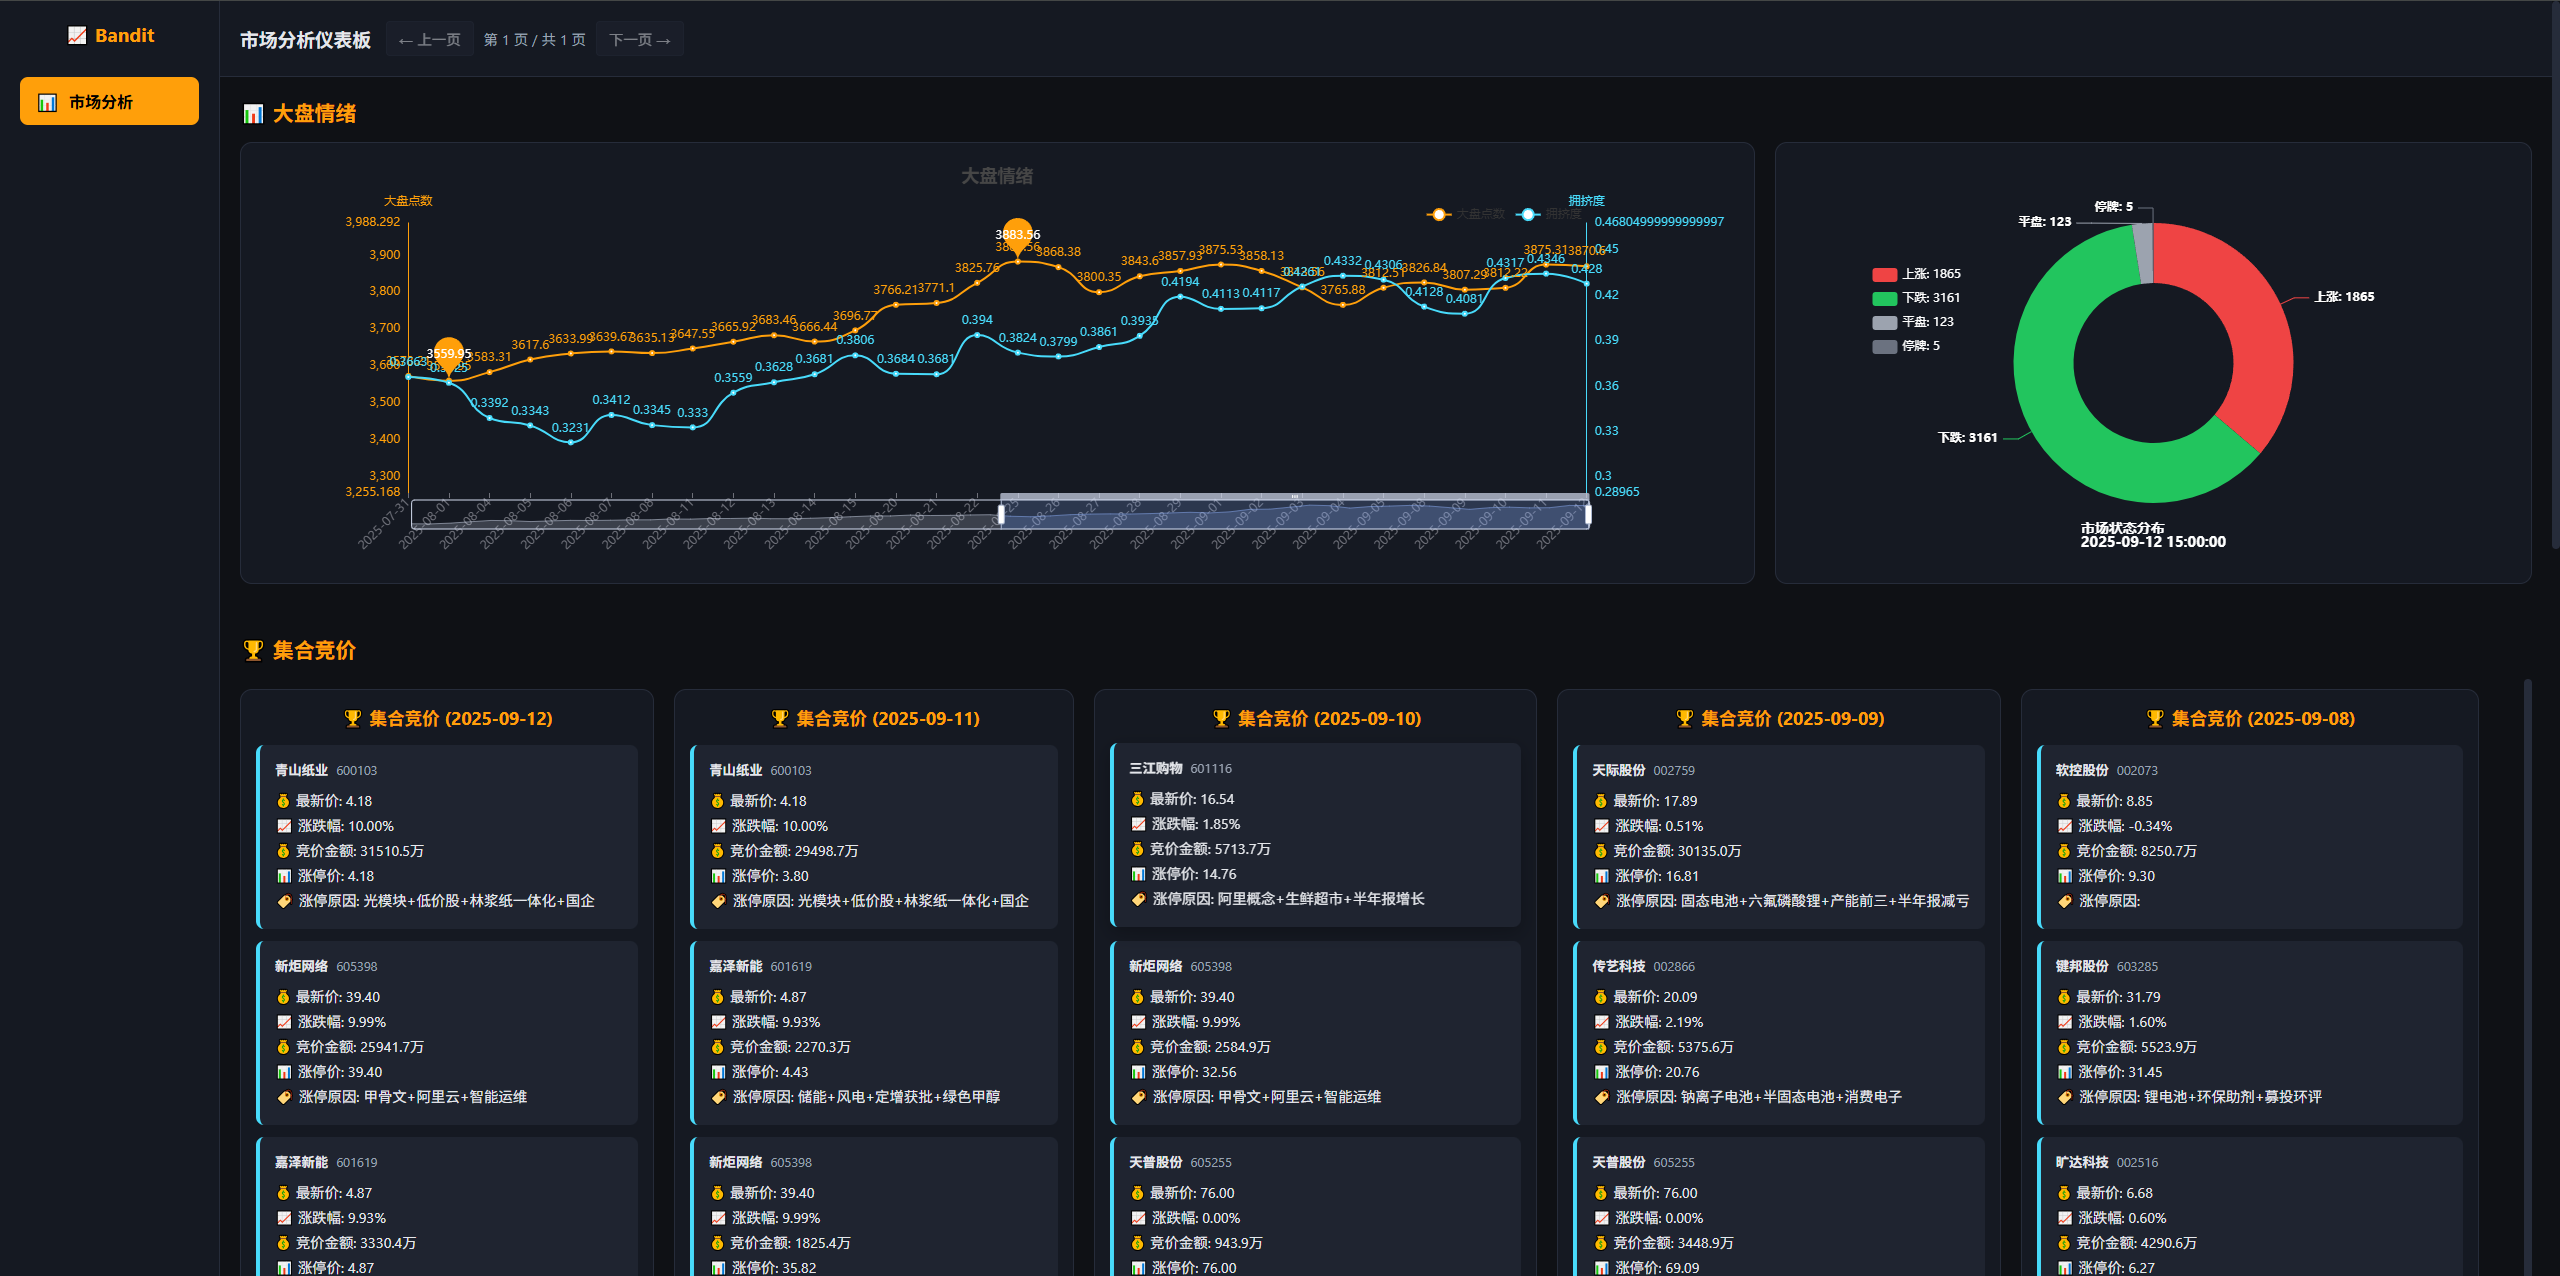 Bandit
市场分析
市场分析仪表板
← 上一页
第 1 页 / 共 1 页
下一页 →
大盘情绪
大盘情绪
大盘点数
拥挤度
大盘点数
拥挤度
3,988.292
3,900
3,800
3,700
3,600
3,500
3,400
3,300
3,255.168
0.46804999999999997
0.45
0.42
0.39
0.36
0.33
0.3
0.28965
3559.95
3583.31
3617.6
3633.99
3639.67
3635.13
3647.55
3665.92
3683.46
3666.44
3696.77
3766.21
3771.1
3825.76
3883.56
3868.38
3800.35
3843.6
3857.93
3875.53
3858.13
3765.88
3812.51
3826.84
3807.29
3812.22
3875.31
3870.6
0.3663
0.3392
0.3343
0.3231
0.3412
0.3345
0.333
0.3559
0.3628
0.3681
0.3806
0.3684
0.3681
0.394
0.3824
0.3799
0.3861
0.3935
0.4194
0.4113
0.4117
0.4332
0.4306
0.4128
0.4081
0.4317
0.4346
0.428
2025-07-31
2025-08-01
2025-08-04
2025-08-05
2025-08-06
2025-08-07
2025-08-08
2025-08-11
2025-08-12
2025-08-13
2025-08-14
2025-08-15
2025-08-20
2025-08-21
2025-08-22
2025-08-25
2025-08-26
2025-08-27
2025-08-28
2025-08-29
2025-09-01
2025-09-02
2025-09-03
2025-09-04
2025-09-05
2025-09-08
2025-09-09
2025-09-10
2025-09-11
2025-09-12
上涨: 1865
下跌: 3161
平盘: 123
停牌: 5
停牌: 5
平盘: 123
上涨: 1865
下跌: 3161
市场状态分布
2025-09-12 15:00:00
集合竞价
集合竞价 (2025-09-12)
青山纸业 600103
最新价: 4.18
涨跌幅: 10.00%
竞价金额: 31510.5万
涨停价: 4.18
涨停原因: 光模块+低价股+林浆纸一体化+国企
新炬网络 605398
最新价: 39.40
涨跌幅: 9.99%
竞价金额: 25941.7万
涨停价: 39.40
涨停原因: 甲骨文+阿里云+智能运维
嘉泽新能 601619
最新价: 4.87
涨跌幅: 9.93%
竞价金额: 3330.4万
涨停价: 4.87
集合竞价 (2025-09-11)
青山纸业 600103
最新价: 4.18
涨跌幅: 10.00%
竞价金额: 29498.7万
涨停价: 3.80
涨停原因: 光模块+低价股+林浆纸一体化+国企
嘉泽新能 601619
最新价: 4.87
涨跌幅: 9.93%
竞价金额: 2270.3万
涨停价: 4.43
涨停原因: 储能+风电+定增获批+绿色甲醇
新炬网络 605398
最新价: 39.40
涨跌幅: 9.99%
竞价金额: 1825.4万
涨停价: 35.82
集合竞价 (2025-09-10)
三江购物 601116
最新价: 16.54
涨跌幅: 1.85%
竞价金额: 5713.7万
涨停价: 14.76
涨停原因: 阿里概念+生鲜超市+半年报增长
新炬网络 605398
最新价: 39.40
涨跌幅: 9.99%
竞价金额: 2584.9万
涨停价: 32.56
涨停原因: 甲骨文+阿里云+智能运维
天普股份 605255
最新价: 76.00
涨跌幅: 0.00%
竞价金额: 943.9万
涨停价: 76.00
集合竞价 (2025-09-09)
天际股份 002759
最新价: 17.89
涨跌幅: 0.51%
竞价金额: 30135.0万
涨停价: 16.81
涨停原因: 固态电池+六氟磷酸锂+产能前三+半年报减亏
传艺科技 002866
最新价: 20.09
涨跌幅: 2.19%
竞价金额: 5375.6万
涨停价: 20.76
涨停原因: 钠离子电池+半固态电池+消费电子
天普股份 605255
最新价: 76.00
涨跌幅: 0.00%
竞价金额: 3448.9万
涨停价: 69.09
集合竞价 (2025-09-08)
软控股份 002073
最新价: 8.85
涨跌幅: -0.34%
竞价金额: 8250.7万
涨停价: 9.30
涨停原因:
键邦股份 603285
最新价: 31.79
涨跌幅: 1.60%
竞价金额: 5523.9万
涨停价: 31.45
涨停原因: 锂电池+环保助剂+募投环评
旷达科技 002516
最新价: 6.68
涨跌幅: 0.60%
竞价金额: 4290.6万
涨停价: 6.27